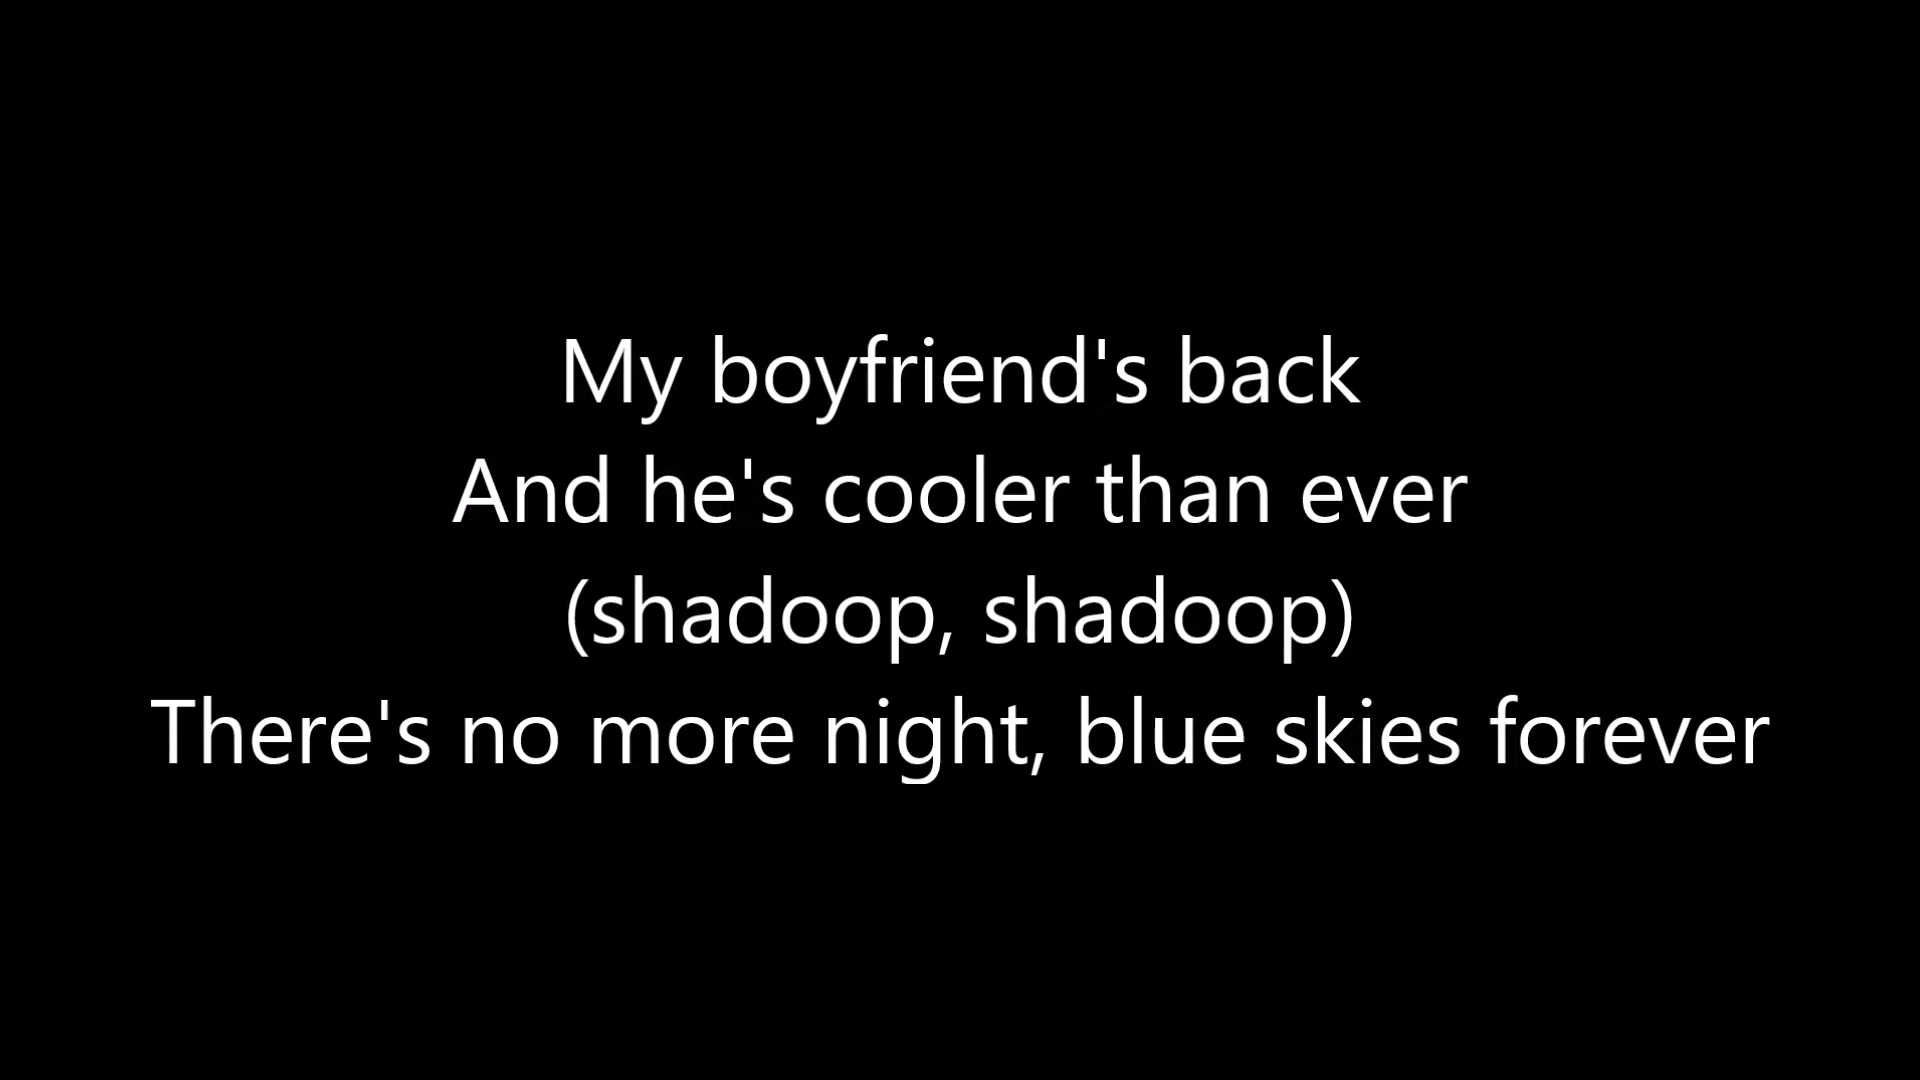 My boyfriend's back
And he's cooler than ever
(shadoop, shadoop)
There's no more night, blue skies forever